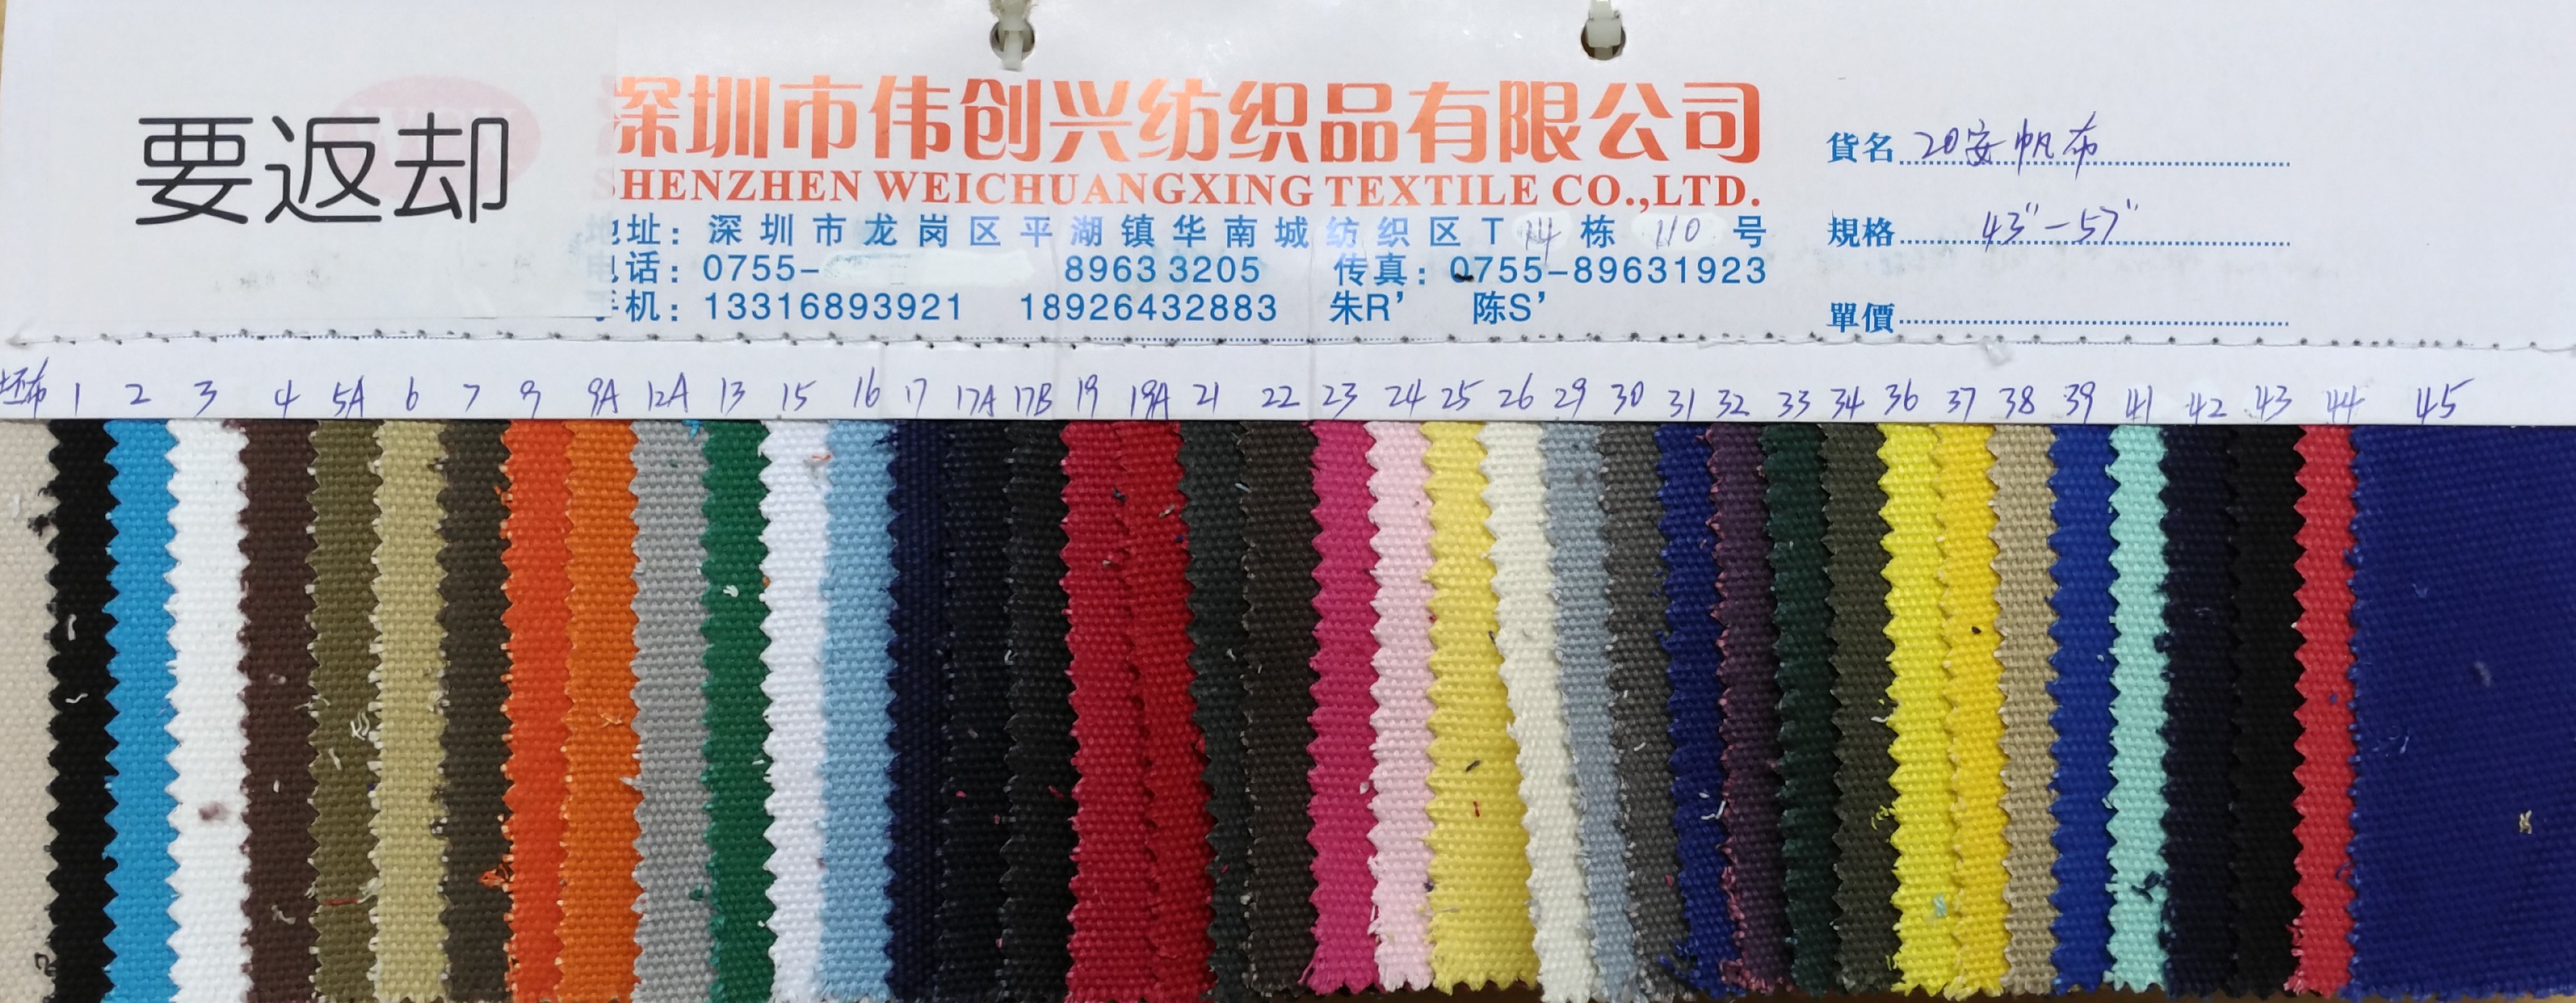 要返却
深圳市伟创兴纺织品有限公司
SHENZHEN WEICHUANGXING TEXTILE CO.,LTD.
地址：深圳市龙岗区平湖镇华南城纺织区T 14 栋 110 号
电话：0755- 8963 3205 传真：0755-89631923
手机：13316893921 18926432883 朱R’ 陈S’
貨名 20安帆布
規格 43"-57"
單價
坯布 1 2 3 4 5A 6 7 9 9A 12A 13 15 16 17 17A 17B 19 19A 21 22 23 24 25 26 29 30 31 32 33 34 36 37 38 39 41 42 43 44 45